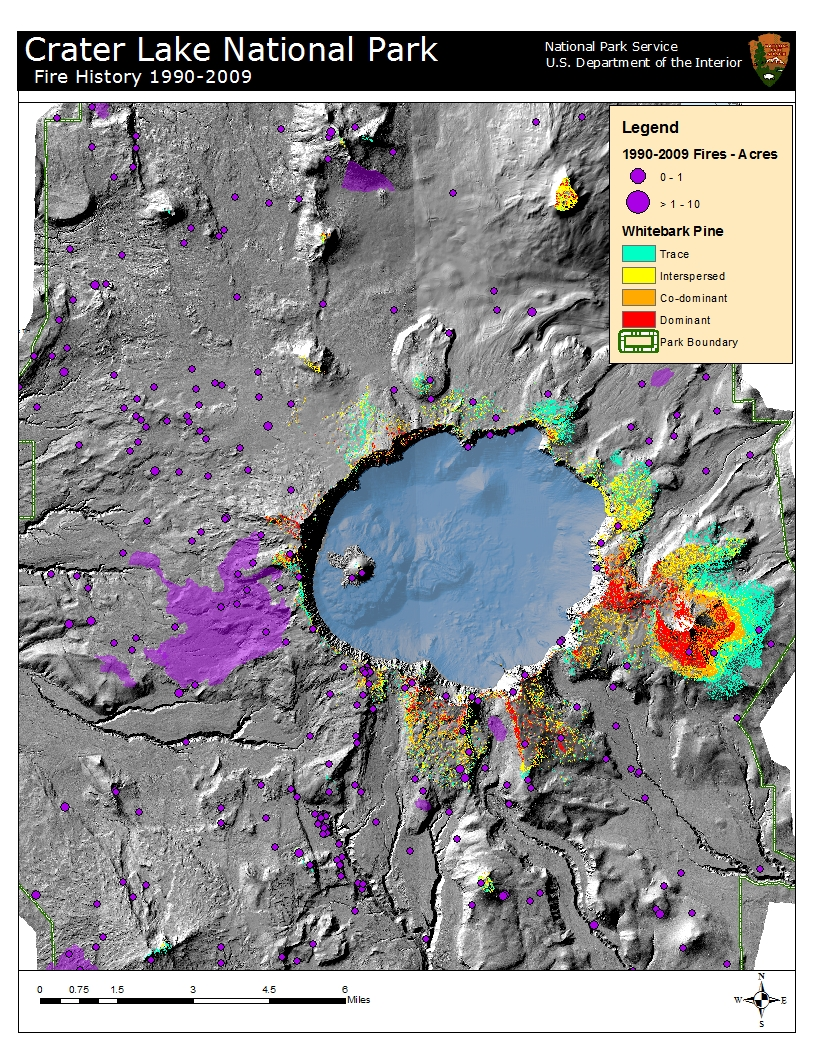 Crater Lake National Park
Fire History 1990-2009
National Park Service
U.S. Department of the Interior
Legend
1990-2009 Fires - Acres
0 - 1
> 1 - 10
Whitebark Pine
Trace
Interspersed
Co-dominant
Dominant
Park Boundary
0 0.75 1.5 3 4.5 6
Miles
N
W E
S